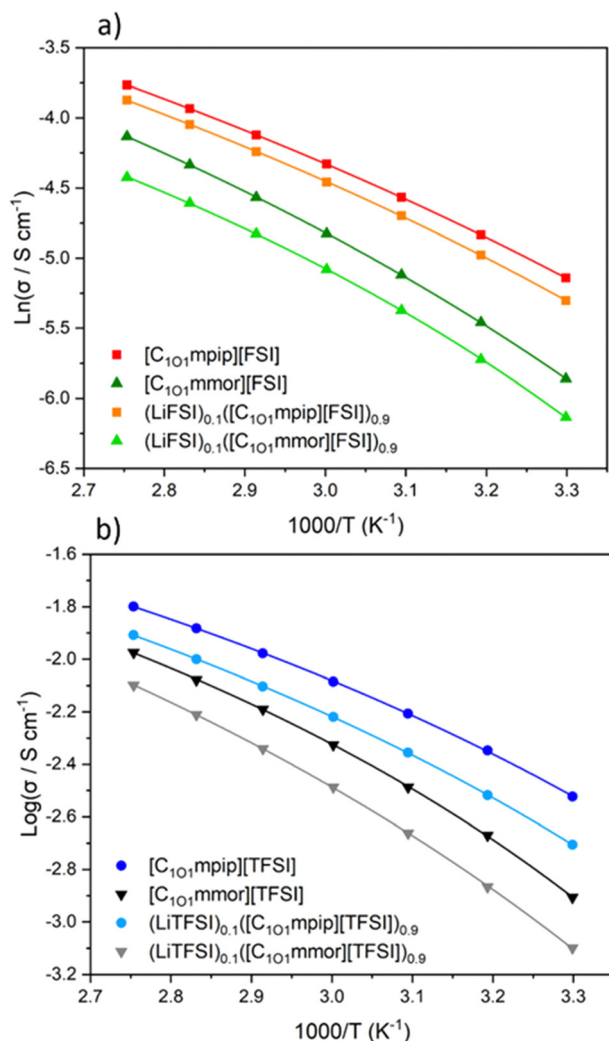 a)
-3.5
-4.0
-4.5
-5.0
-5.5
-6.0
-6.5
Ln(σ / S cm⁻¹)
[C₁O₁mpip][FSI]
[C₁O₁mmor][FSI]
(LiFSI)₀.₁([C₁O₁mpip][FSI])₀.₉
(LiFSI)₀.₁([C₁O₁mmor][FSI])₀.₉
2.7 2.8 2.9 3.0 3.1 3.2 3.3
1000/T (K⁻¹)
b)
-1.6
-1.8
-2.0
-2.2
-2.4
-2.6
-2.8
-3.0
-3.2
Log(σ / S cm⁻¹)
[C₁O₁mpip][TFSI]
[C₁O₁mmor][TFSI]
(LiTFSI)₀.₁([C₁O₁mpip][TFSI])₀.₉
(LiTFSI)₀.₁([C₁O₁mmor][TFSI])₀.₉
2.7 2.8 2.9 3.0 3.1 3.2 3.3
1000/T (K⁻¹)